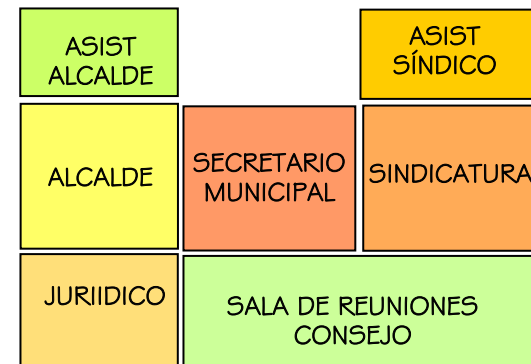 ASIST
ALCALDE
ASIST
SÍNDICO
ALCALDE
SECRETARIO
MUNICIPAL
SINDICATURA
JURIIDICO
SALA DE REUNIONES
CONSEJO